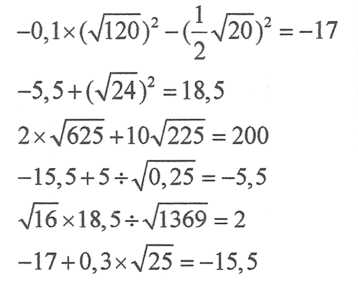 −0,1×(√120)² −(1/2√20)² = −17
−5,5+(√24)² = 18,5
2×√625 +10√225 = 200
−15,5+5÷√0,25 = −5,5
√16×18,5÷√1369 = 2
−17+0,3×√25 = −15,5